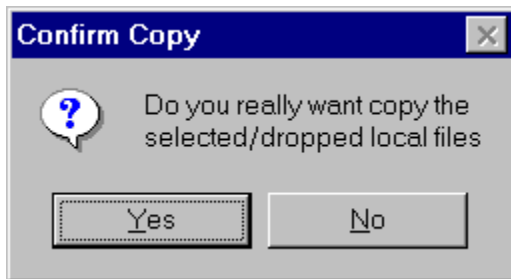 Confirm Copy
Do you really want copy the
selected/dropped local files
Yes
No